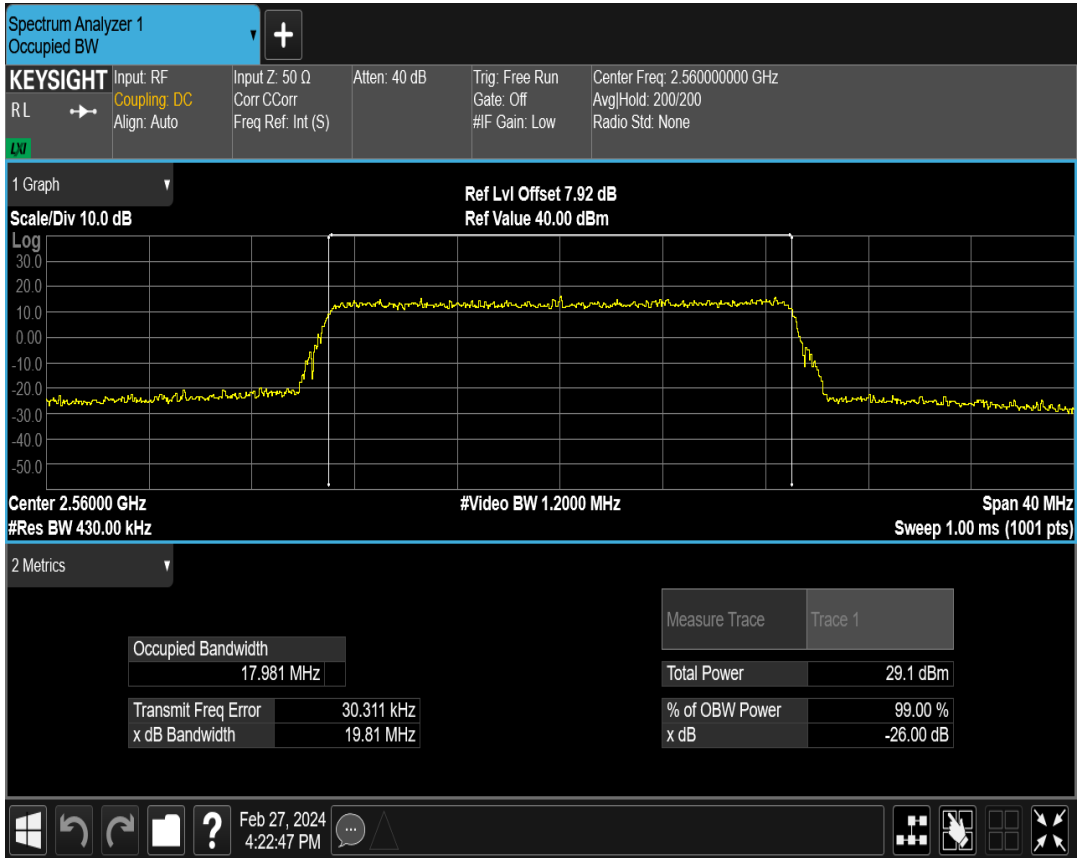 Spectrum Analyzer 1
Occupied BW
+
KEYSIGHT
R L
LXI
Input: RF
Coupling: DC
Align: Auto
Input Z: 50 Ω
Corr CCorr
Freq Ref: Int (S)
Atten: 40 dB
Trig: Free Run
Gate: Off
#IF Gain: Low
Center Freq: 2.560000000 GHz
Avg|Hold: 200/200
Radio Std: None
1 Graph
Scale/Div 10.0 dB
Ref Lvl Offset 7.92 dB
Ref Value 40.00 dBm
Log
30.0
20.0
10.0
0.00
-10.0
-20.0
-30.0
-40.0
-50.0
Center 2.56000 GHz
#Video BW 1.2000 MHz
Span 40 MHz
#Res BW 430.00 kHz
Sweep 1.00 ms (1001 pts)
2 Metrics
Measure Trace Trace 1
Occupied Bandwidth
17.981 MHz
Total Power 29.1 dBm
Transmit Freq Error 30.311 kHz
% of OBW Power 99.00 %
x dB Bandwidth 19.81 MHz
x dB -26.00 dB
?
Feb 27, 2024
4:22:47 PM